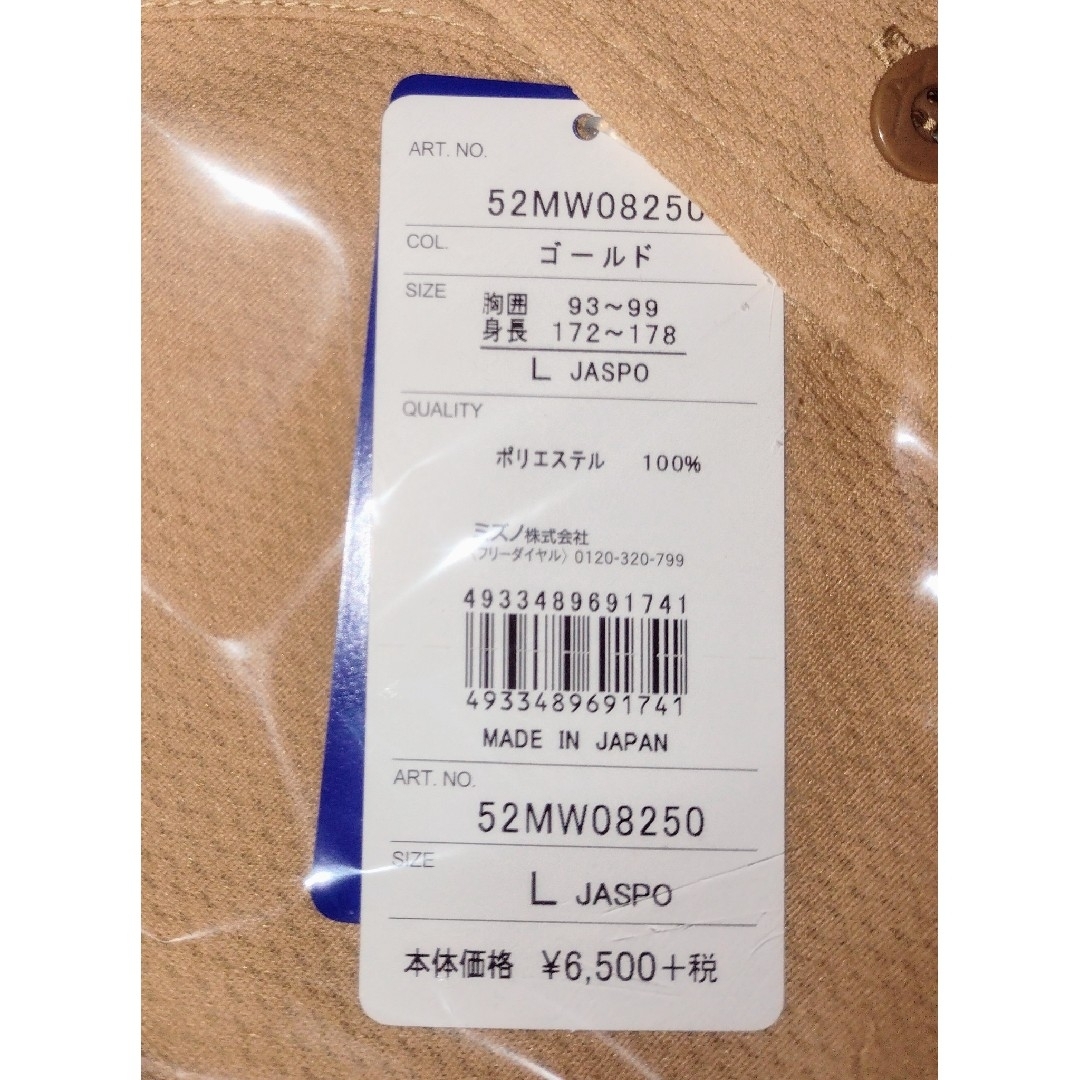 ART. NO.
52MW08250
COL.
ゴールド
SIZE
胸囲 93～99
身長 172～178
L JASPO
QUALITY
ポリエステル 100%
ミズノ株式会社
〈フリーダイヤル〉0120-320-799
4933489691741
4933489691741
MADE IN JAPAN
ART. NO.
52MW08250
SIZE
L JASPO
本体価格 ¥6,500+税